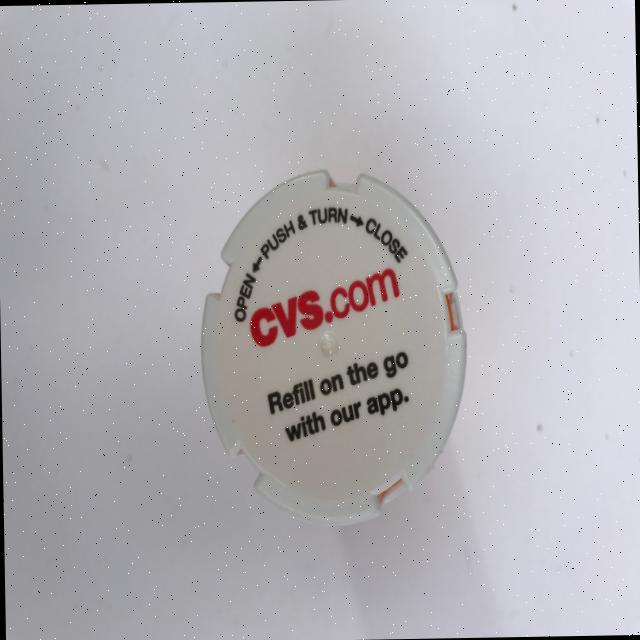 OPEN ← PUSH & TURN → CLOSE
CVS.com
Refill on the go
with our app.